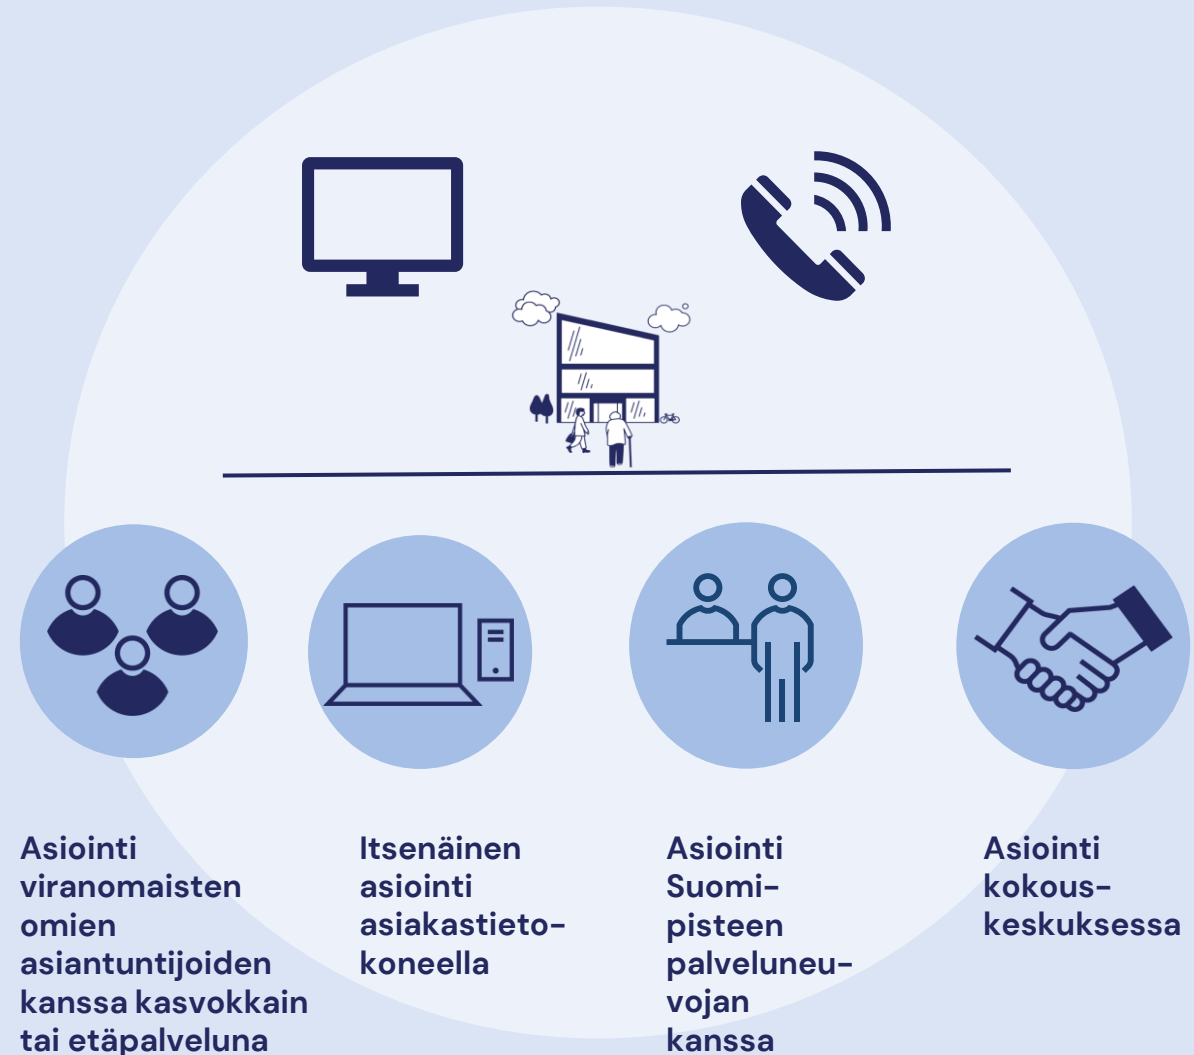 Asiointi
viranomaisten
omien
asiantuntijoiden
kanssa kasvokkain
tai etäpalveluna
Itsenäinen
asiointi
asiakastieto-
koneella
Asiointi
Suomi-
pisteen
palveluneu-
vojan
kanssa
Asiointi
kokous-
keskuksessa